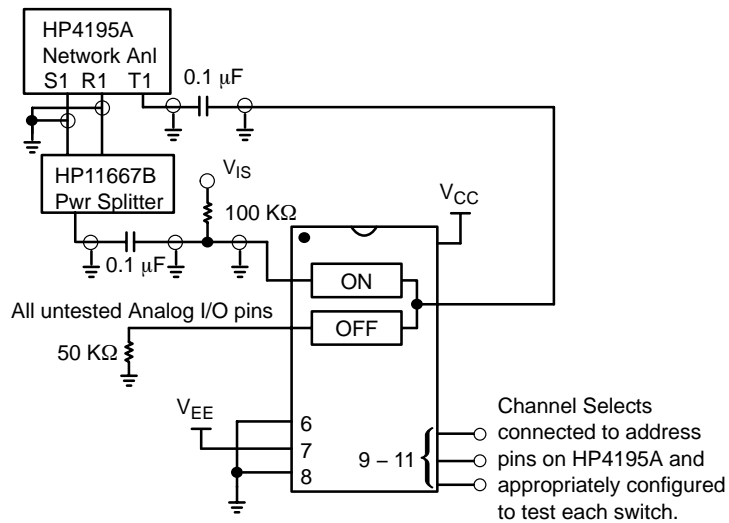 HP4195A
Network Anl
S1 R1 T1
0.1 μF
HP11667B
Pwr Splitter
VIS
100 KΩ
VCC
0.1 μF
ON
All untested Analog I/O pins
OFF
50 KΩ
VEE
6
7
8
9 – 11
Channel Selects
connected to address
pins on HP4195A and
appropriately configured
to test each switch.